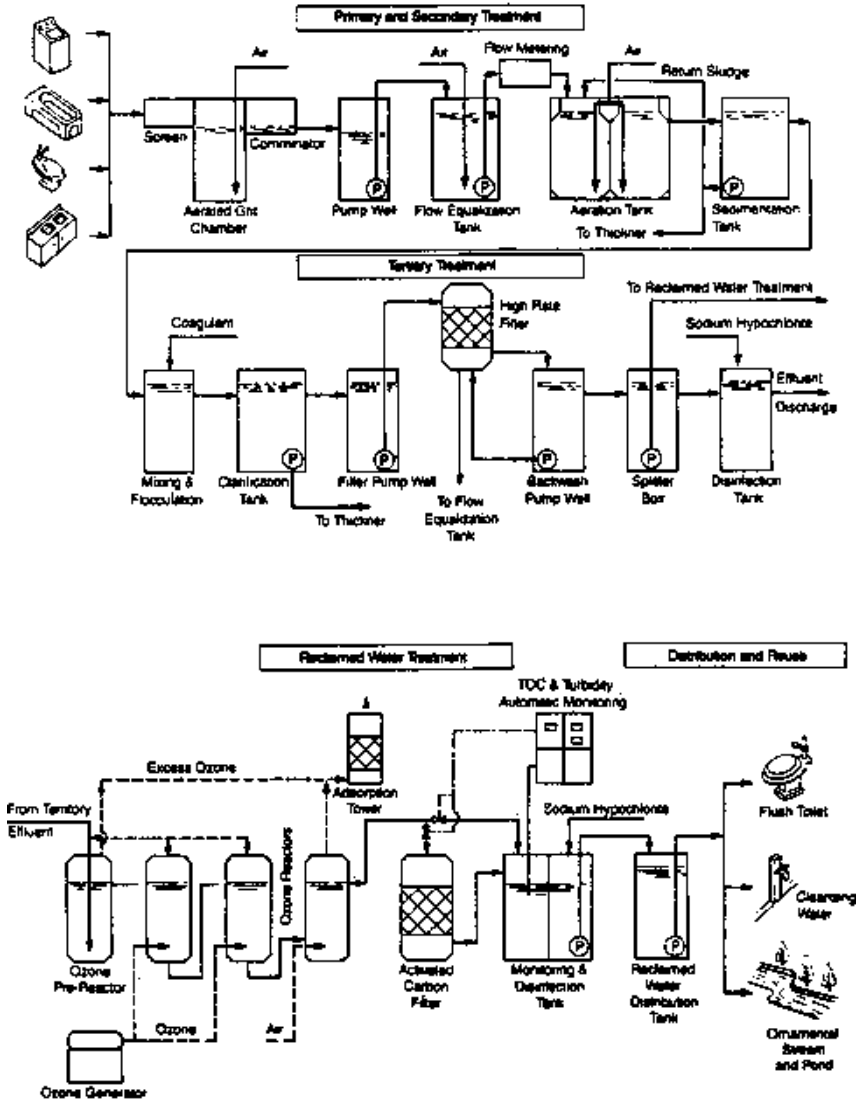 Primary and Secondary Treatment
Air
Air
Flow Metering
Air
Return Sludge
Screen
Comminator
Aerated Grit
Chamber
Pump Well
Flow Equalization
Tank
Aeration Tank
Sedimentation
Tank
To Thickner
P
P
P
Tertiary Treatment
To Reclaimed Water Treatment
Coagulant
High Rate
Filter
Sodium Hypochlorite
Effluent
Discharge
P
P
P
P
Mixing &
Flocculation
Clarification
Tank
Filter Pump Well
Backwash
Pump Well
Splitter
Box
Disinfection
Tank
To Thickner
To Flow
Equalization
Tank
Reclaimed Water Treatment
Distribution and Reuse
TOC & Turbidity
Automatic Monitoring
Excess Ozone
Adsorption
Tower
From Territory
Effluent
Ozone Reactors
Sodium Hypochlorite
Flush Toilet
Cleansing
Water
P
P
Ozone
Pre-Reactor
Activated
Carbon
Filter
Monitoring &
Disinfection
Tank
Reclaimed
Water
Distribution
Tank
Ozone
Air
Ornamental
Stream
and Pond
Ozone Generator